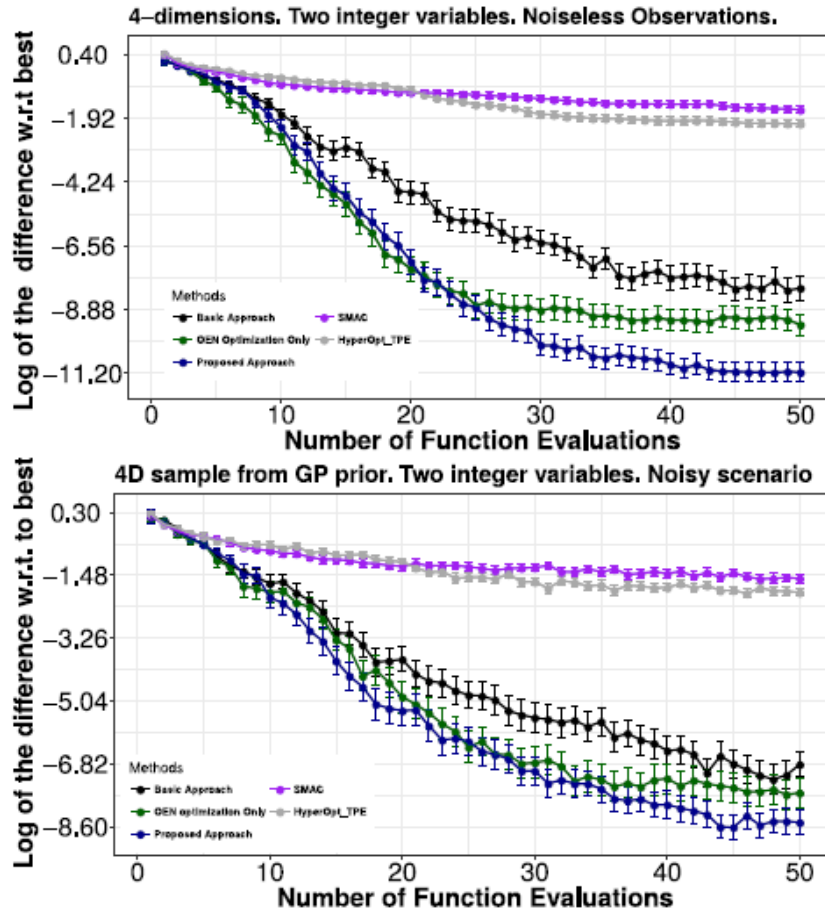 4-dimensions. Two integer variables. Noiseless Observations.
Log of the difference w.r.t best
0.40
-1.92
-4.24
-6.56
-8.88
-11.20
Methods
Basic Approach
SMAC
OEN Optimization Only
HyperOpt_TPE
Proposed Approach
0 10 20 30 40 50
Number of Function Evaluations
4D sample from GP prior. Two integer variables. Noisy scenario
Log of the difference w.r.t. to best
0.30
-1.48
-3.26
-5.04
-6.82
-8.60
Methods
Basic Approach
SMAC
OEN optimization Only
HyperOpt_TPE
Proposed Approach
0 10 20 30 40 50
Number of Function Evaluations